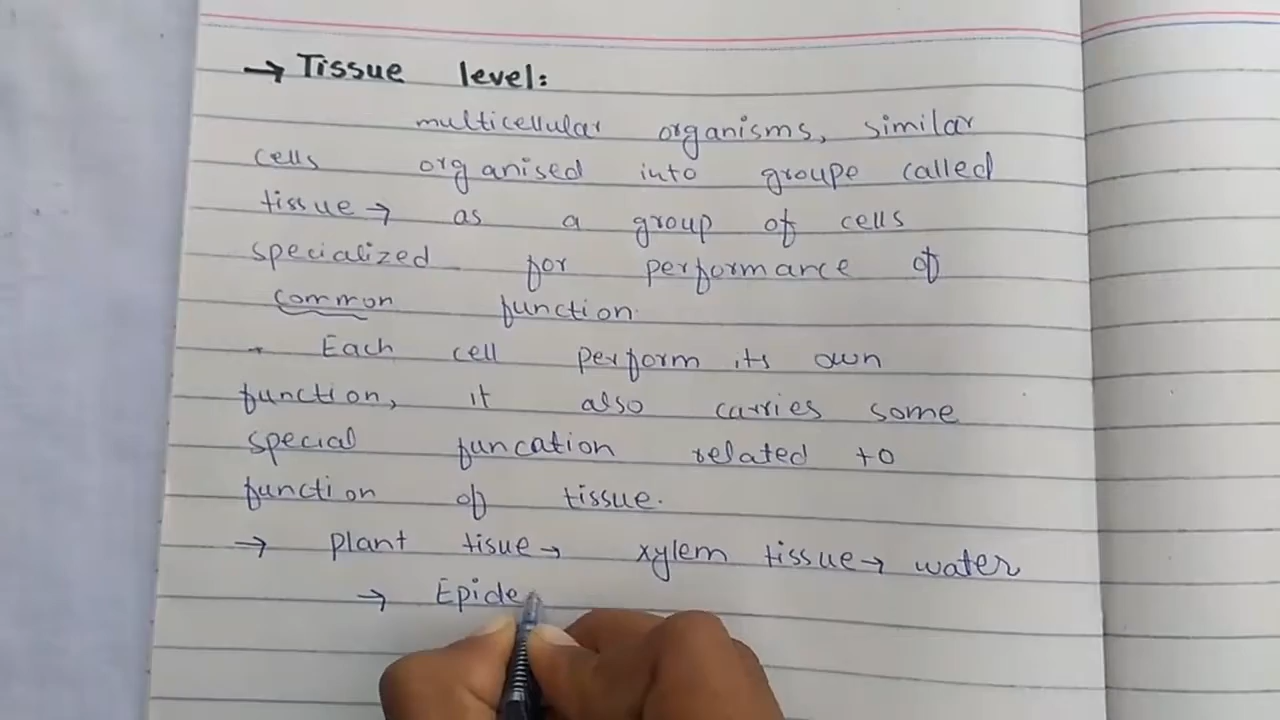 → Tissue level:
multicellular organisms, similar
cells organised into groupe called
tissue → as a group of cells
specialized for performance of
common function.
Each cell perform its own
function, it also carries some
special funcation related to
function of tissue.
→ plant tisue → xylem tissue → water
→ Epide